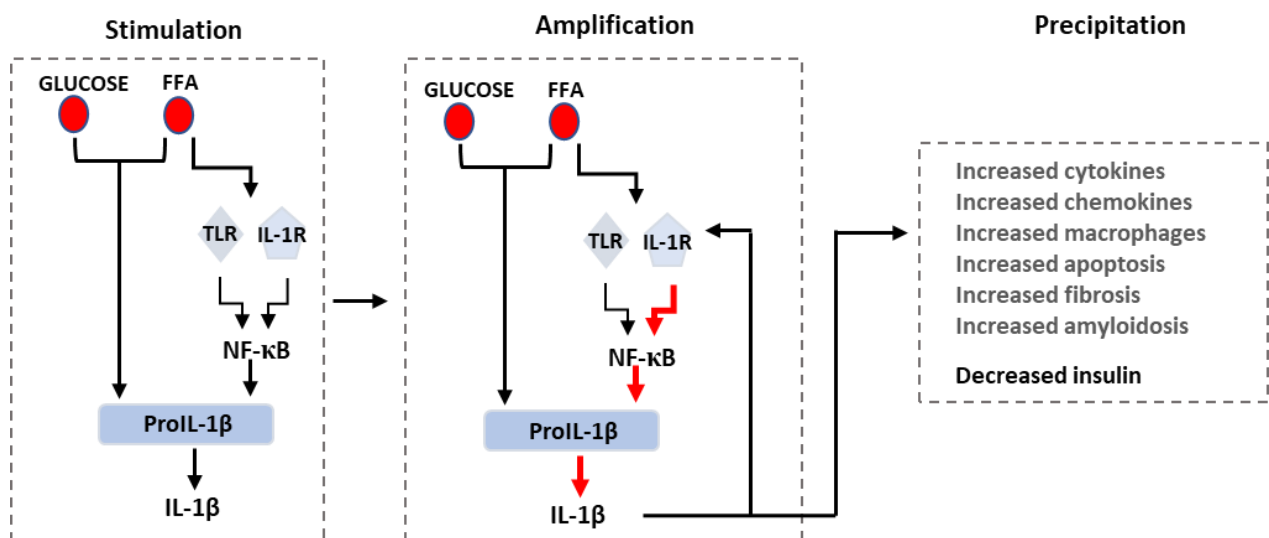 Stimulation
GLUCOSE FFA
TLR IL-1R
NF-κB
ProIL-1β
IL-1β
Amplification
GLUCOSE FFA
TLR IL-1R
NF-κB
ProIL-1β
IL-1β
Precipitation
Increased cytokines
Increased chemokines
Increased macrophages
Increased apoptosis
Increased fibrosis
Increased amyloidosis
Decreased insulin